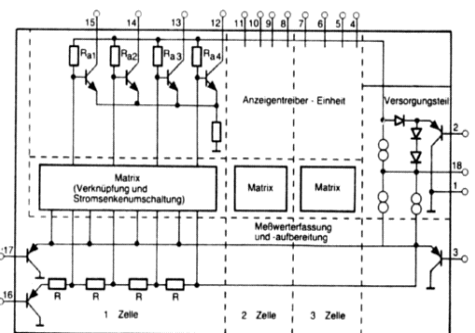 15 14 13 12 11 10 9 8 7 6 5 4
Ra1 Ra2 Ra3 Ra4
Anzeigentreiber - Einheit
Versorgungsteil
2
18
1
Matrix
(Verknüpfung und
Stromsenkenumschaltung)
Matrix
Matrix
Meßwerterfassung
und -aufbereitung
17
3
16
R R R R
1 Zelle
2 Zelle
3 Zelle